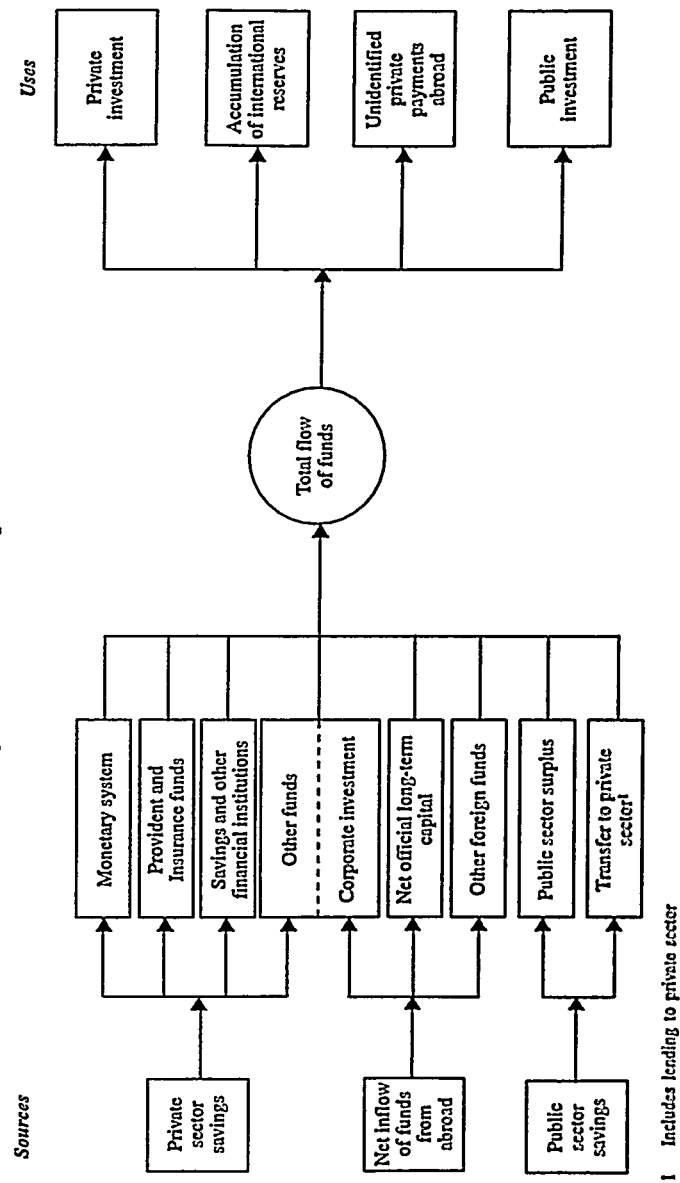 Sources
Uses
Private
sector
savings
Net inflow
of funds
from
abroad
Public
sector
savings
Monetary system
Provident and
Insurance funds
Savings and other
financial institutions
Other funds
Corporate investment
Net official long-term
capital
Other foreign funds
Public sector surplus
Transfer to private
sector¹
Total flow
of funds
Private
investment
Accumulation
of international
reserves
Unidentified
private
payments
abroad
Public
investment
1 Includes lending to private sector